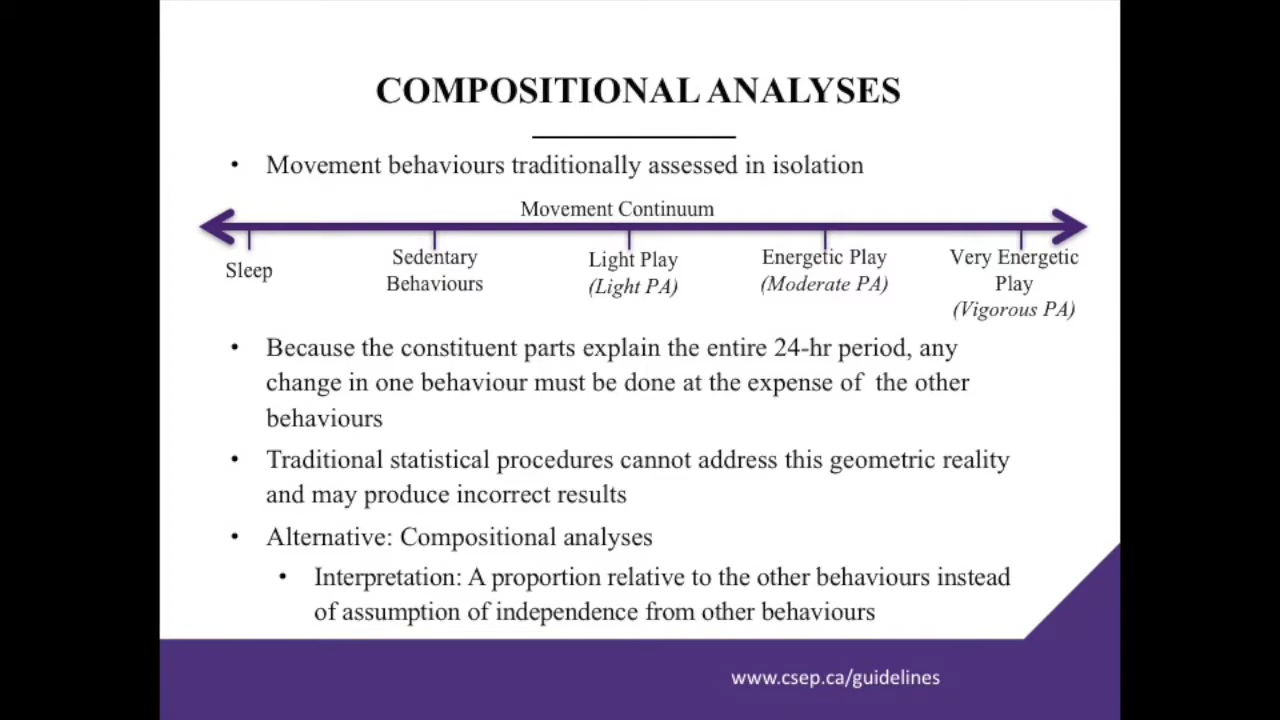 COMPOSITIONAL ANALYSES
• Movement behaviours traditionally assessed in isolation
Movement Continuum
Sleep
Sedentary
Behaviours
Light Play
(Light PA)
Energetic Play
(Moderate PA)
Very Energetic
Play
(Vigorous PA)
• Because the constituent parts explain the entire 24-hr period, any
change in one behaviour must be done at the expense of the other
behaviours
• Traditional statistical procedures cannot address this geometric reality
and may produce incorrect results
• Alternative: Compositional analyses
• Interpretation: A proportion relative to the other behaviours instead
of assumption of independence from other behaviours
www.csep.ca/guidelines